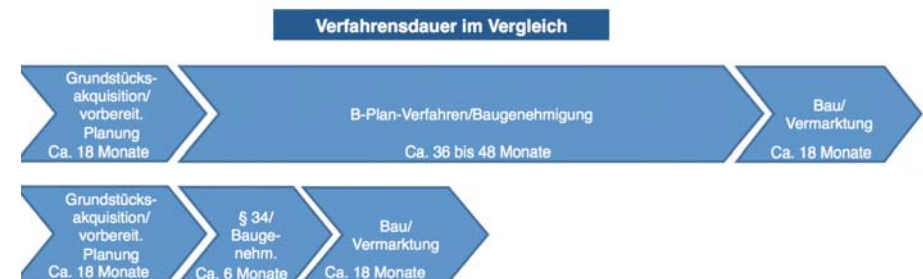 Verfahrensdauer im Vergleich
Grundstücks-
akquisition/
vorbereit.
Planung
Ca. 18 Monate
B-Plan-Verfahren/Baugenehmigung
Ca. 36 bis 48 Monate
Bau/
Vermarktung
Ca. 18 Monate
Grundstücks-
akquisition/
vorbereit.
Planung
Ca. 18 Monate
§ 34/
Bauge-
nehm.
Ca. 6 Monate
Bau/
Vermarktung
Ca. 18 Monate